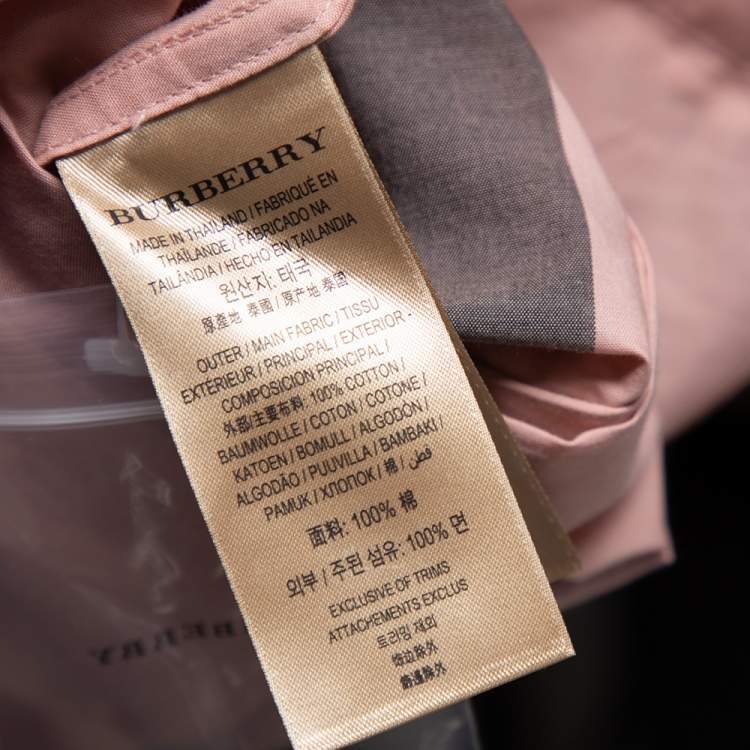 BURBERRY
MADE IN THAILAND / FABRIQUÉ EN
THAÏLANDE / FABRICADO NA
TAILÂNDIA / HECHO EN TAILANDIA
원산지: 태국
原產地 泰國 / 原产地 泰国
OUTER / MAIN FABRIC / TISSU
EXTÉRIEUR / PRINCIPAL / EXTERIOR -
COMPOSICIÓN PRINCIPAL /
外部/主要布料 100% COTTON /
BAUMWOLLE / COTON / COTONE /
KATOEN / BOMULL / ALGODÓN /
ALGODÃO / PUUVILLA / BAMBAKI /
PAMUK / ХЛОПОК / 棉 / قطن
面料: 100% 棉
외부 / 주된 섬유: 100% 면
EXCLUSIVE OF TRIMS
ATTACHEMENTS EXCLUS
트리밍 제외
饰边除外
飾邊除外